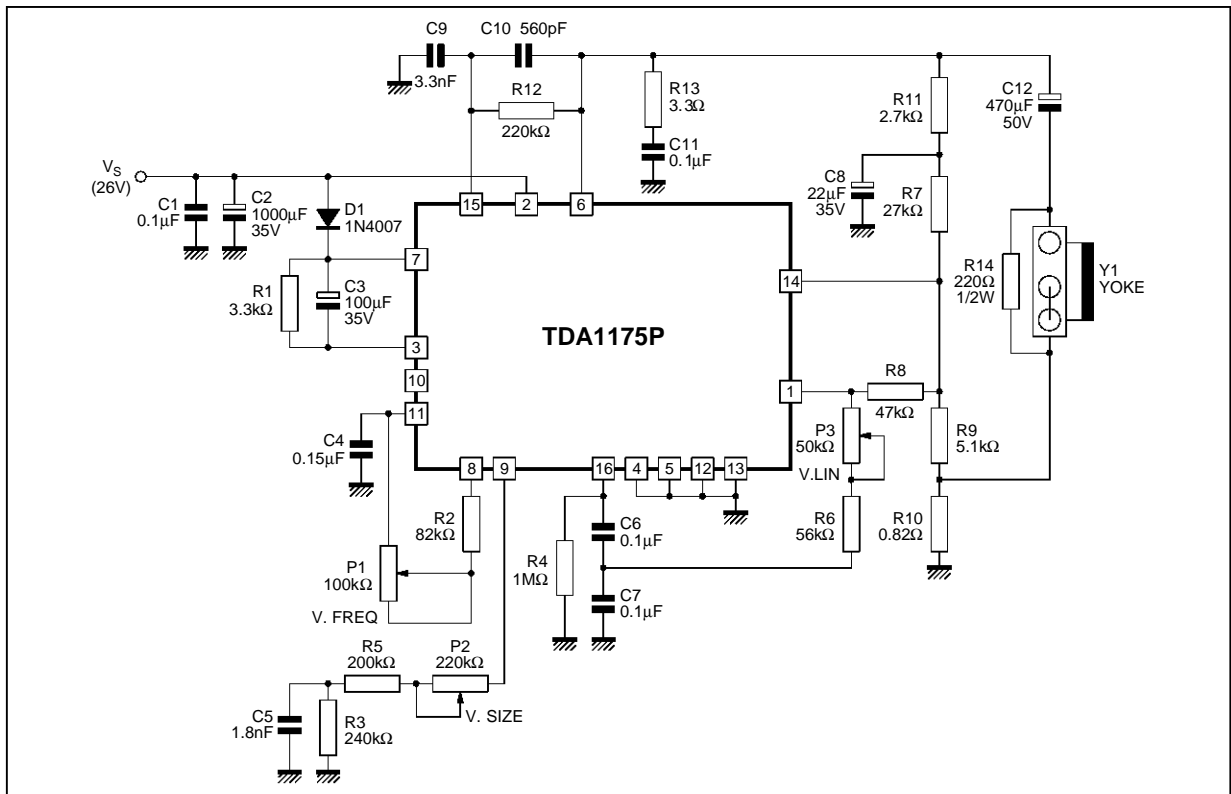 C9
3.3nF
C10 560pF
R12
220kΩ
R13
3.3Ω
C11
0.1µF
R11
2.7kΩ
C12
470µF
50V
VS
(26V)
C1
0.1µF
C2
1000µF
35V
D1
1N4007
15
2
6
C8
22µF
35V
R7
27kΩ
7
R1
3.3kΩ
C3
100µF
35V
14
R14
220Ω
1/2W
Y1
YOKE
TDA1175P
3
10
11
1
R8
47kΩ
C4
0.15µF
P3
50kΩ
V.LIN
R9
5.1kΩ
8
9
16
4
5
12
13
R2
82kΩ
C6
0.1µF
R6
56kΩ
R10
0.82Ω
P1
100kΩ
V. FREQ
R4
1MΩ
C7
0.1µF
R5
200kΩ
P2
220kΩ
V. SIZE
C5
1.8nF
R3
240kΩ